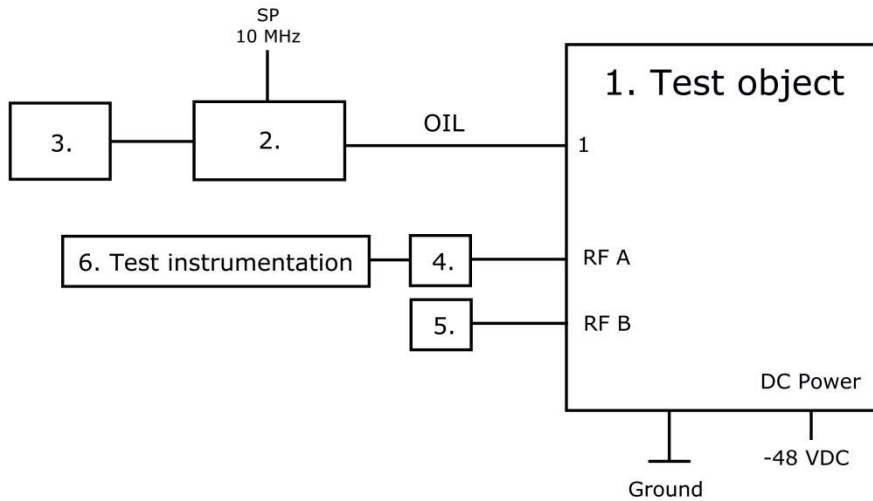 SP
10 MHz
1. Test object
3.
2.
OIL
1
6. Test instrumentation
4.
RF A
5.
RF B
DC Power
-48 VDC
Ground